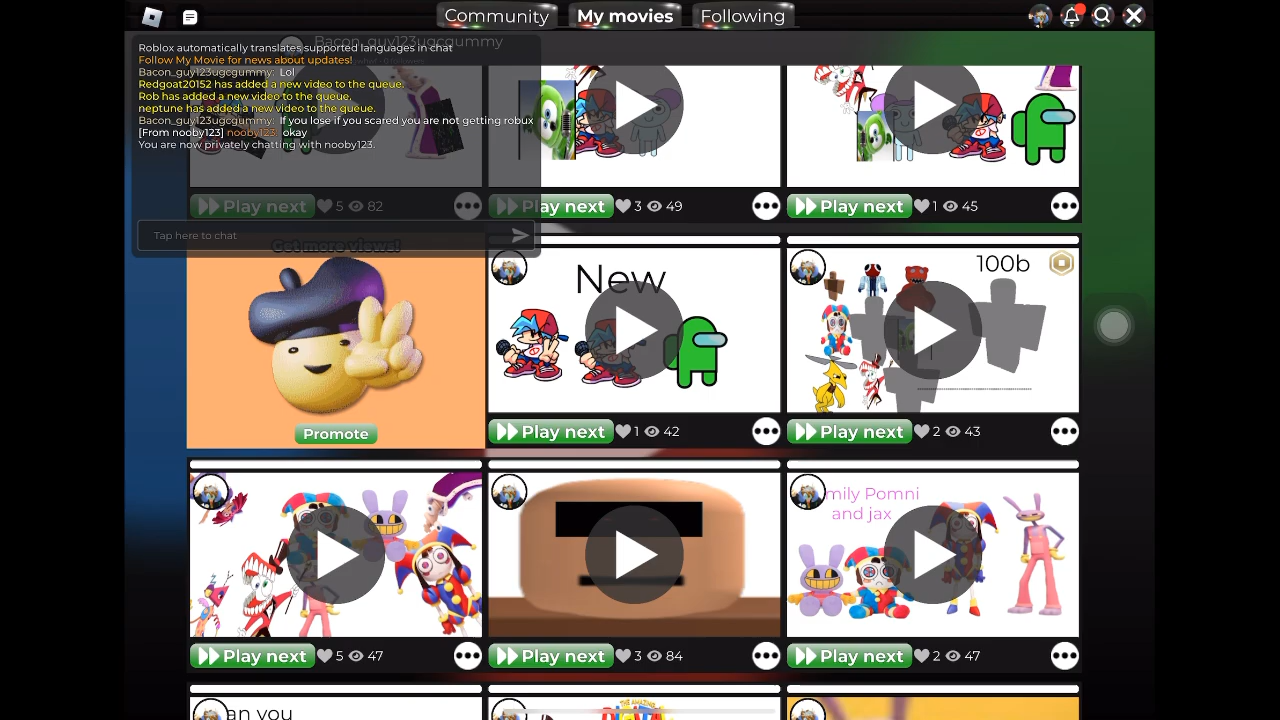 Community
My movies
Following
Bacon_guy123ugcgummy
Roblox automatically translates supported languages in chat
Follow My Movie for news about updates!
Bacon_guy123ugcgummy: Lol
Redgoat20152 has added a new video to the queue.
Rob has added a new video to the queue.
neptune has added a new video to the queue.
Bacon_guy123ugcgummy: If you lose if you scared you are not getting robux
[From nooby123] nooby123: okay
You are now privately chatting with nooby123.
Play next 5 82
Play next 3 49
Play next 1 45
Tap here to chat
Get more views!
Promote
New
Play next 1 42
100b
Play next 2 43
Play next 5 47
Play next 3 84
mily Pomni
and jax
Play next 2 47
an you
THE AMAZING